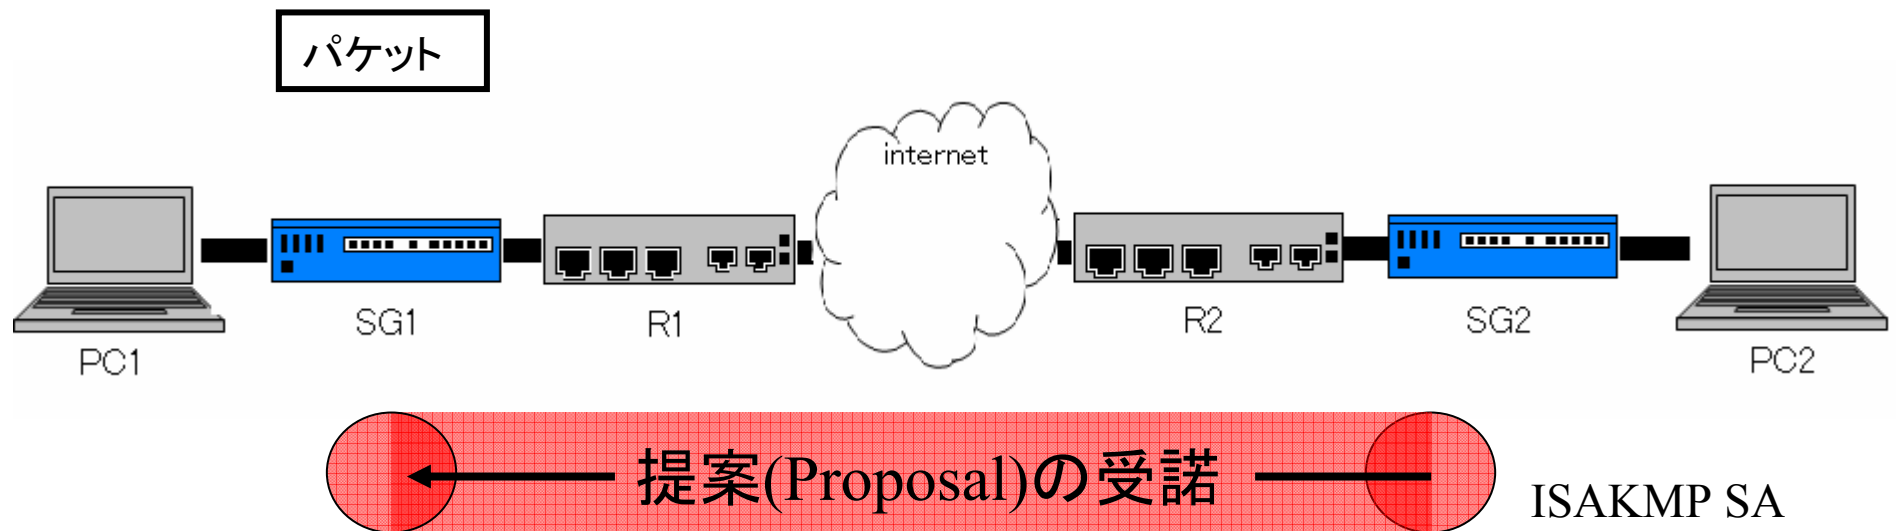 パケット
internet
SG1
R1
R2
SG2
PC1
PC2
提案(Proposal)の受諾
ISAKMP SA